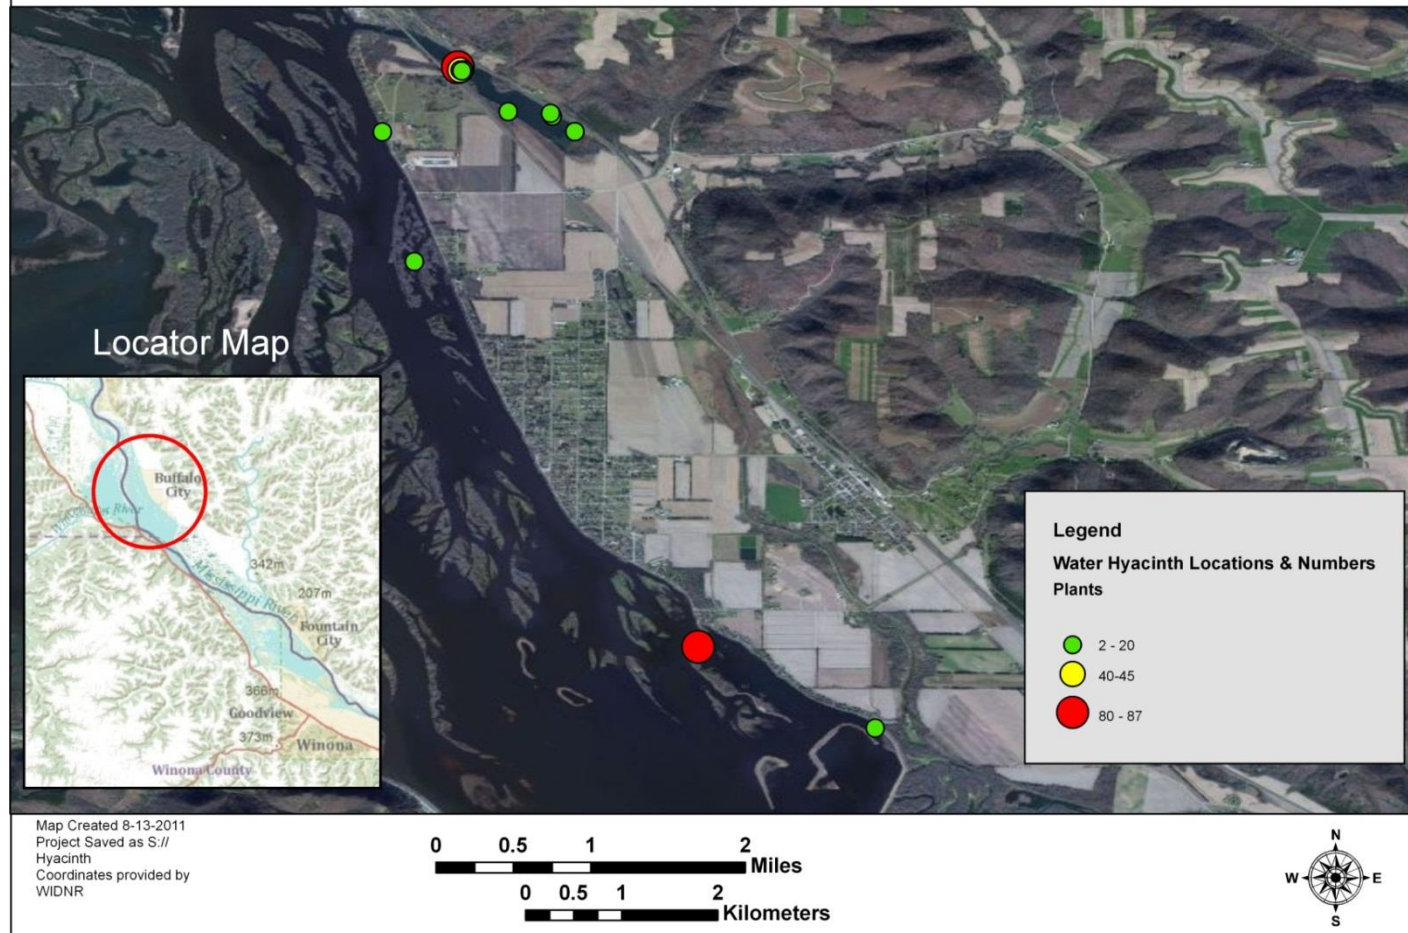 Locator Map
Buffalo
City
River
342m
Mississippi River
207m
Fountain
City
366m
Goodview
373m
Winona
Winona County
Legend
Water Hyacinth Locations & Numbers
Plants
2 - 20
40-45
80 - 87
Map Created 8-13-2011
Project Saved as S://
Hyacinth
Coordinates provided by
WIDNR
0 0.5 1 2
Miles
0 0.5 1 2
Kilometers
N
W E
S